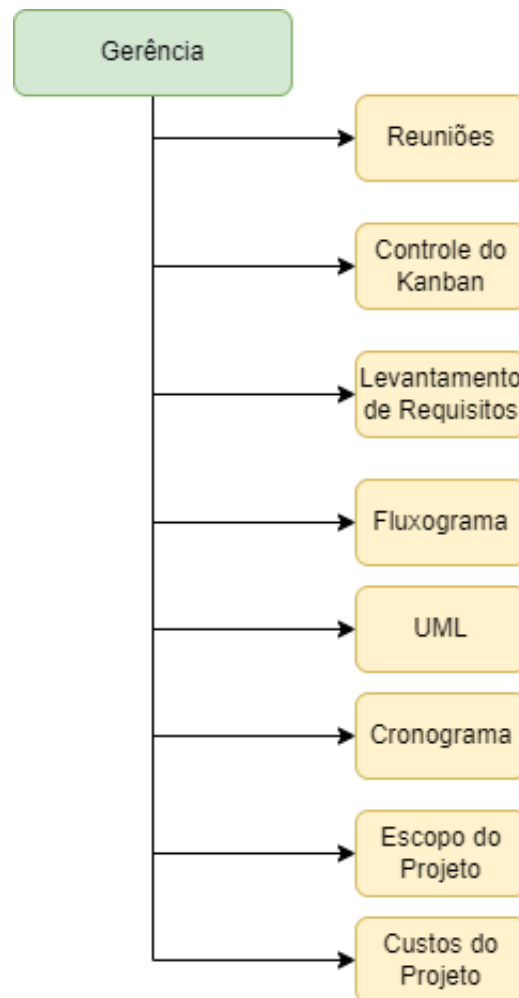 Gerência
Reuniões
Controle do
Kanban
Levantamento
de Requisitos
Fluxograma
UML
Cronograma
Escopo do
Projeto
Custos do
Projeto